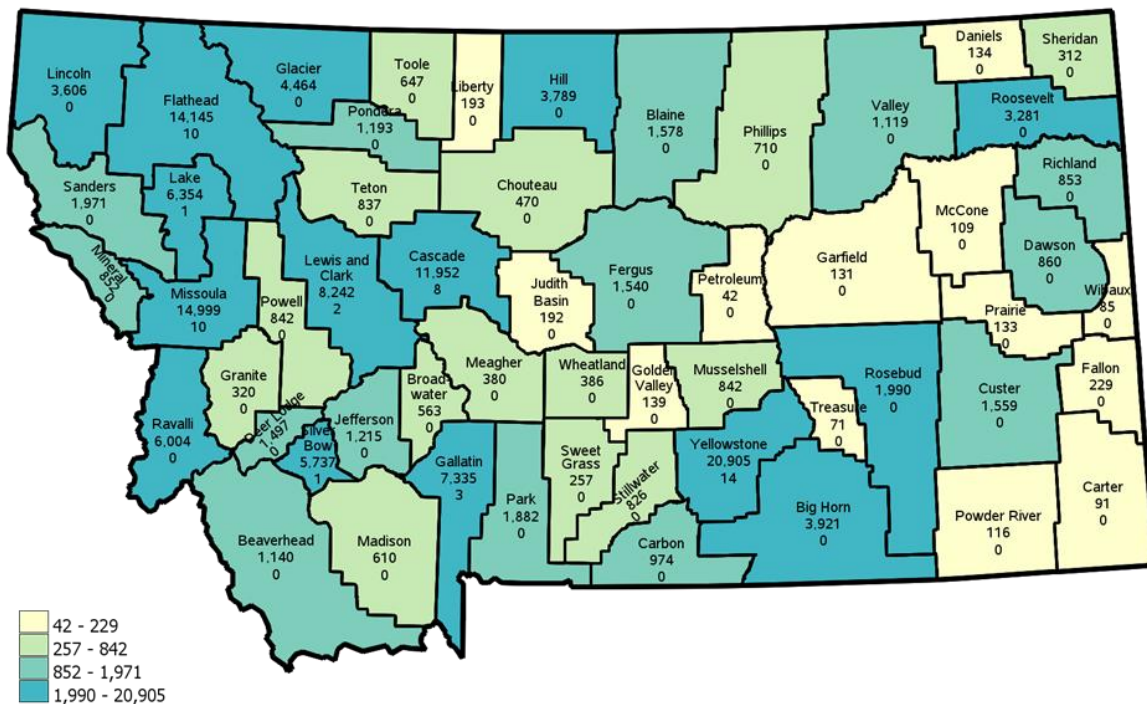 Lincoln
3,606
0
Flathead
14,145
10
Glacier
4,464
0
Toole
647
0
Liberty
193
0
Hill
3,789
0
Blaine
1,578
0
Phillips
710
0
Valley
1,119
0
Daniels
134
0
Sheridan
312
0
Roosevelt
3,281
0
Pondera
1,193
0
Sanders
1,971
0
Lake
6,354
1
Teton
837
0
Chouteau
470
0
McCone
109
0
Richland
853
0
Dawson
860
0
Mineral
852
0
Missoula
14,999
10
Powell
842
0
Lewis and
Clark
8,242
2
Cascade
11,952
8
Judith
Basin
192
0
Fergus
1,540
0
Petroleum
42
0
Garfield
131
0
Prairie
133
0
Wibaux
85
0
Ravalli
6,004
0
Granite
320
0
Deer Lodge
1,497
0
Silver
Bow
5,737
1
Jefferson
1,215
0
Broad-
water
563
0
Meagher
380
0
Wheatland
386
0
Golden
Valley
139
0
Musselshell
842
0
Treasure
71
0
Rosebud
1,990
0
Custer
1,559
0
Fallon
229
0
Beaverhead
1,140
0
Madison
610
0
Gallatin
7,335
3
Park
1,882
0
Sweet
Grass
257
0
Stillwater
826
0
Yellowstone
20,905
14
Carbon
974
0
Big Horn
3,921
0
Powder River
116
0
Carter
91
0
42 - 229
257 - 842
852 - 1,971
1,990 - 20,905